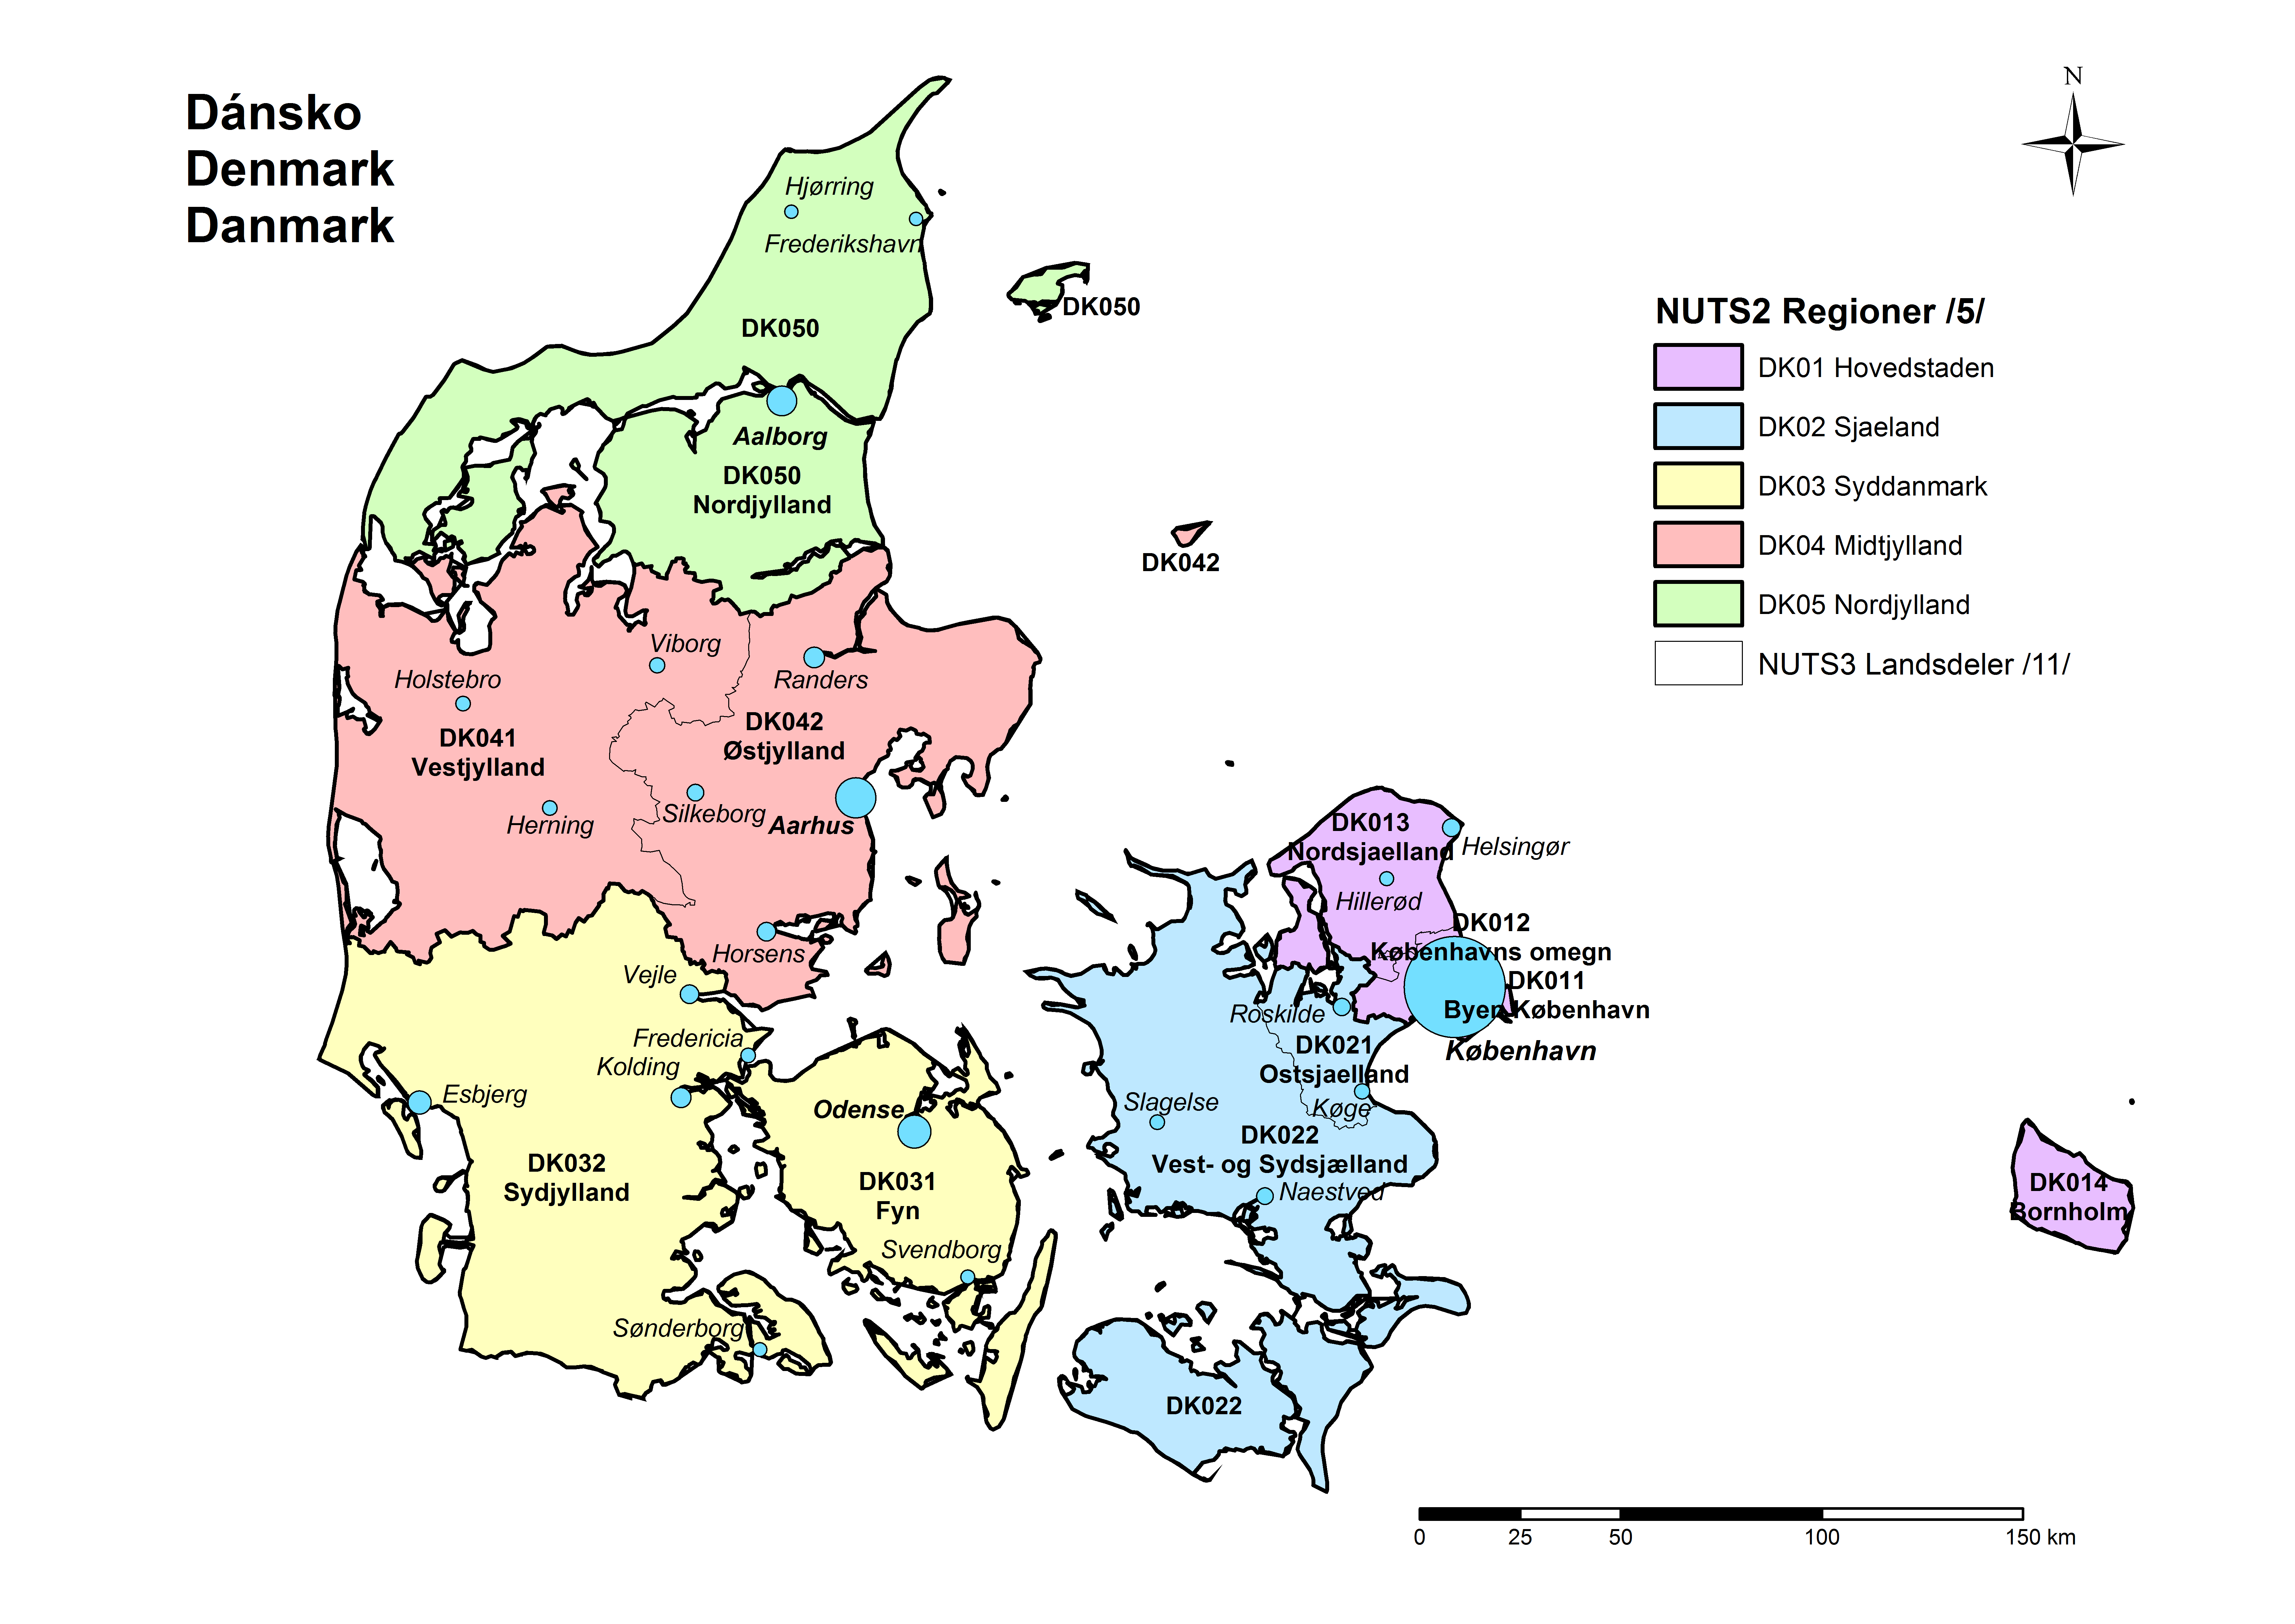 Dánsko
Denmark
Danmark
N
Hjørring
Frederikshavn
DK050
DK050
NUTS2 Regioner /5/
DK01 Hovedstaden
DK02 Sjaeland
DK03 Syddanmark
DK04 Midtjylland
DK05 Nordjylland
NUTS3 Landsdeler /11/
Aalborg
DK050
Nordjylland
DK042
Viborg
Holstebro
Randers
DK041
Vestjylland
DK042
Østjylland
Herning
Silkeborg
Aarhus
Horsens
DK013
Nordsjaelland
Helsingør
Hillerød
DK012
Københavns omegn
DK011
Byen København
København
Vejle
Fredericia
Kolding
Esbjerg
Odense
DK032
Sydjylland
DK031
Fyn
Svendborg
Sønderborg
Roskilde
DK021
Ostsjaelland
Køge
Slagelse
DK022
Vest- og Sydsjælland
Naestved
DK022
DK014
Bornholm
0 25 50 100 150 km